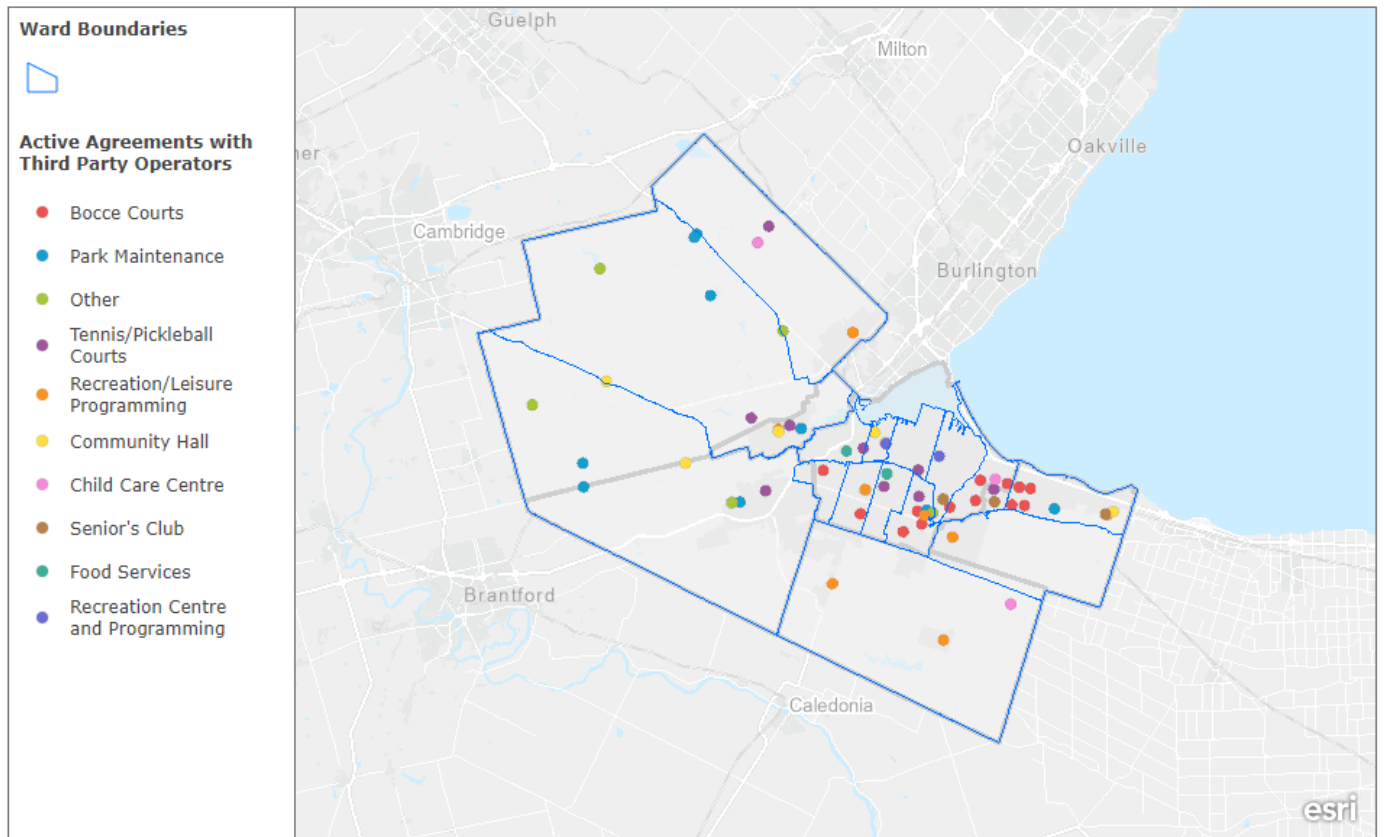 Ward Boundaries
Active Agreements with
Third Party Operators
Bocce Courts
Park Maintenance
Other
Tennis/Pickleball
Courts
Recreation/Leisure
Programming
Community Hall
Child Care Centre
Senior's Club
Food Services
Recreation Centre
and Programming
Guelph
Milton
Oakville
ner
Cambridge
Burlington
Brantford
Caledonia
esri